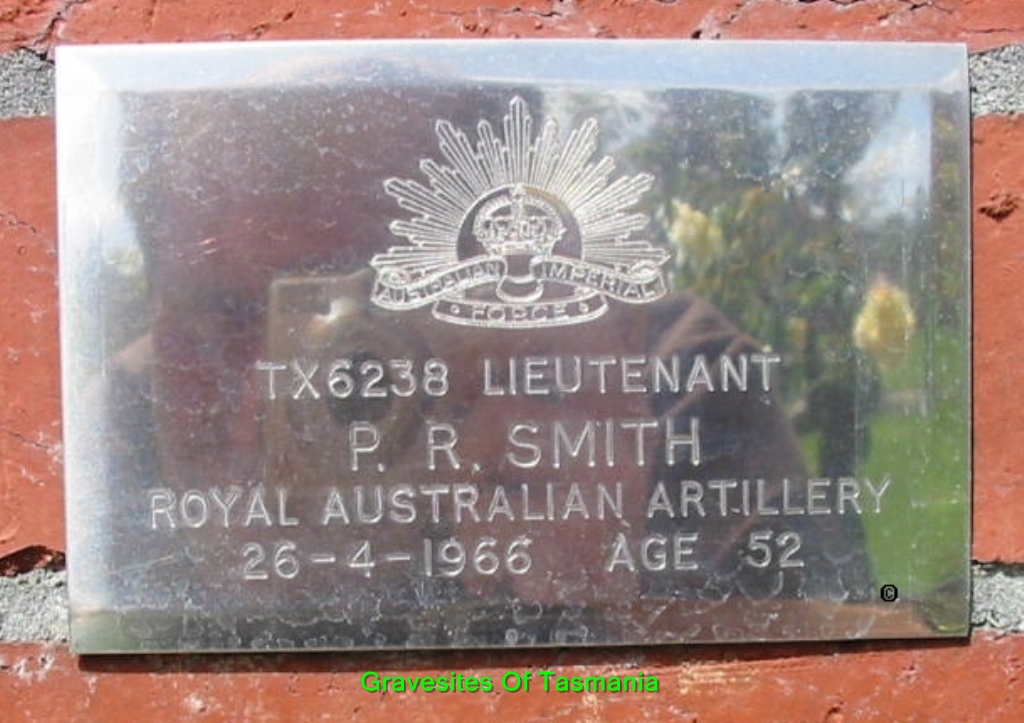 AUSTRALIAN IMPERIAL
FORCE
TX6238 LIEUTENANT
P. R. SMITH
ROYAL AUSTRALIAN ARTILLERY
26-4-1966 AGE 52
©
Gravesites Of Tasmania